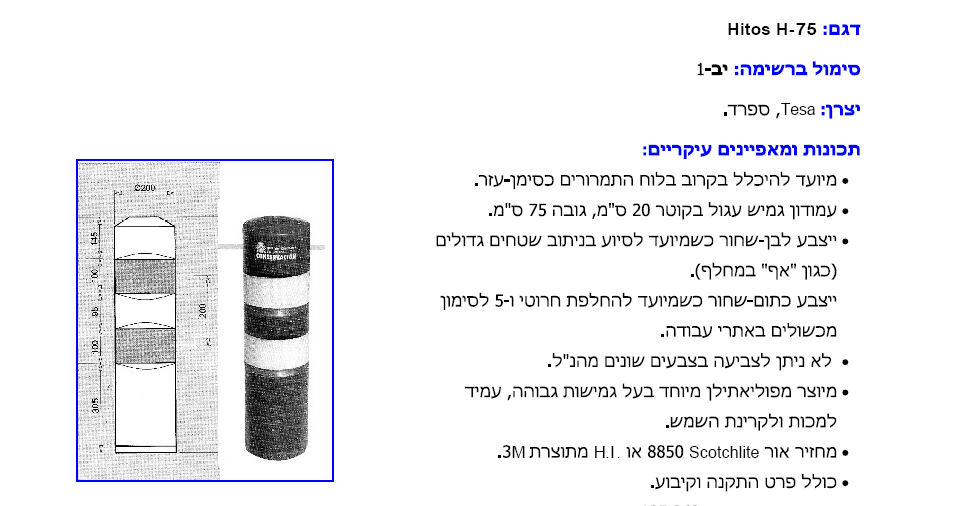 דגם: Hitos H-75
סימול ברשימה: יב-1
יצרן: Tesa, ספרד.
תכונות ומאפיינים עיקריים:
• מיועד להיכלל בקרוב בלוח התמרורים כסימן-עזר.
• עמודון גמיש עגול בקוטר 20 ס"מ, גובה 75 ס"מ.
• ייצבע לבן-שחור כשמיועד לסיוע בניתוב שטחים גדולים
(כגון "אף" במחלף).
ייצבע כתום-שחור כשמיועד להחלפת חרוטי ו-5 לסימון
מכשולים באתרי עבודה.
• לא ניתן לצביעה בצבעים שונים מהנ"ל.
• מיוצר מפוליאתילן מיוחד בעל גמישות גבוהה, עמיד
למכות ולקרינת השמש.
• מחזיר אור Scotchlite 8850 או H.I. מתוצרת 3M.
• כולל פרט התקנה וקיבוע.
∅200
145
100
95
100
305
200
CONSERVACION